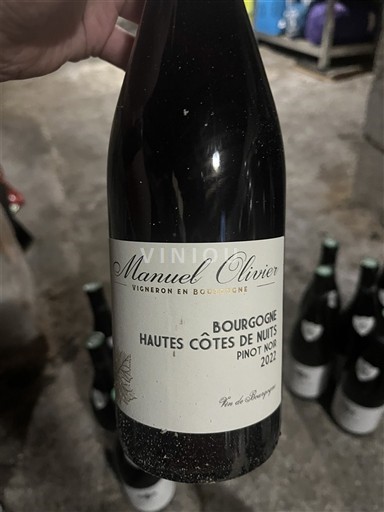 VINIOU
Manuel Olivier
VIGNERON EN BOURGOGNE
BOURGOGNE
HAUTES CÔTES DE NUITS
PINOT NOIR
2022
Vin de Bourgogne